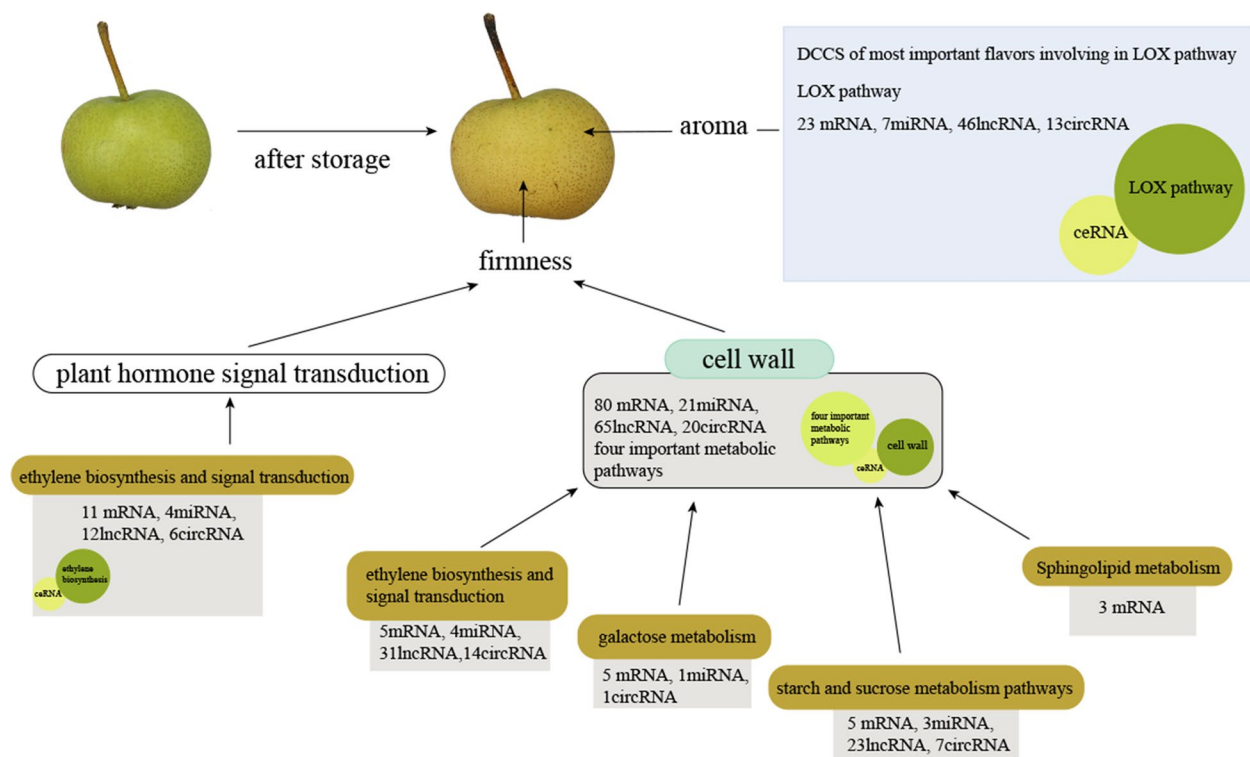 DCCS of most important flavors involving in LOX pathway
LOX pathway
23 mRNA, 7miRNA, 46lncRNA, 13circRNA
LOX pathway
ceRNA
aroma
after storage
firmness
plant hormone signal transduction
cell wall
80 mRNA, 21miRNA,
65lncRNA, 20circRNA
four important metabolic
pathways
four important
metabolic
pathways
cell wall
ceRNA
ethylene biosynthesis and signal transduction
11 mRNA, 4miRNA,
12lncRNA, 6circRNA
ethylene
biosynthesis
ceRNA
ethylene biosynthesis and
signal transduction
5mRNA, 4miRNA,
31lncRNA,14circRNA
galactose metabolism
5 mRNA, 1miRNA,
1circRNA
starch and sucrose metabolism pathways
5 mRNA, 3miRNA,
23lncRNA, 7circRNA
Sphingolipid metabolism
3 mRNA